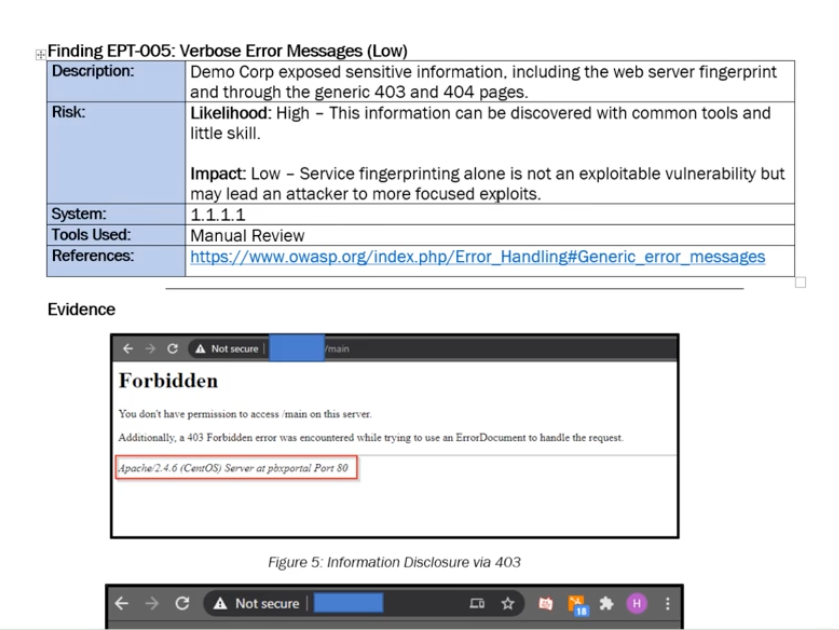 Finding EPT-005: Verbose Error Messages (Low)
Description:
Demo Corp exposed sensitive information, including the web server fingerprint
and through the generic 403 and 404 pages.
Risk:
Likelihood: High – This information can be discovered with common tools and
little skill.
Impact: Low – Service fingerprinting alone is not an exploitable vulnerability but
may lead an attacker to more focused exploits.
System:
1.1.1.1
Tools Used:
Manual Review
References:
https://www.owasp.org/index.php/Error_Handling#Generic_error_messages
Evidence
Not secure
/main
Forbidden
You don't have permission to access /main on this server.
Additionally, a 403 Forbidden error was encountered while trying to use an ErrorDocument to handle the request.
Apache/2.4.6 (CentOS) Server at pbxportal Port 80
Figure 5: Information Disclosure via 403
Not secure
18
H